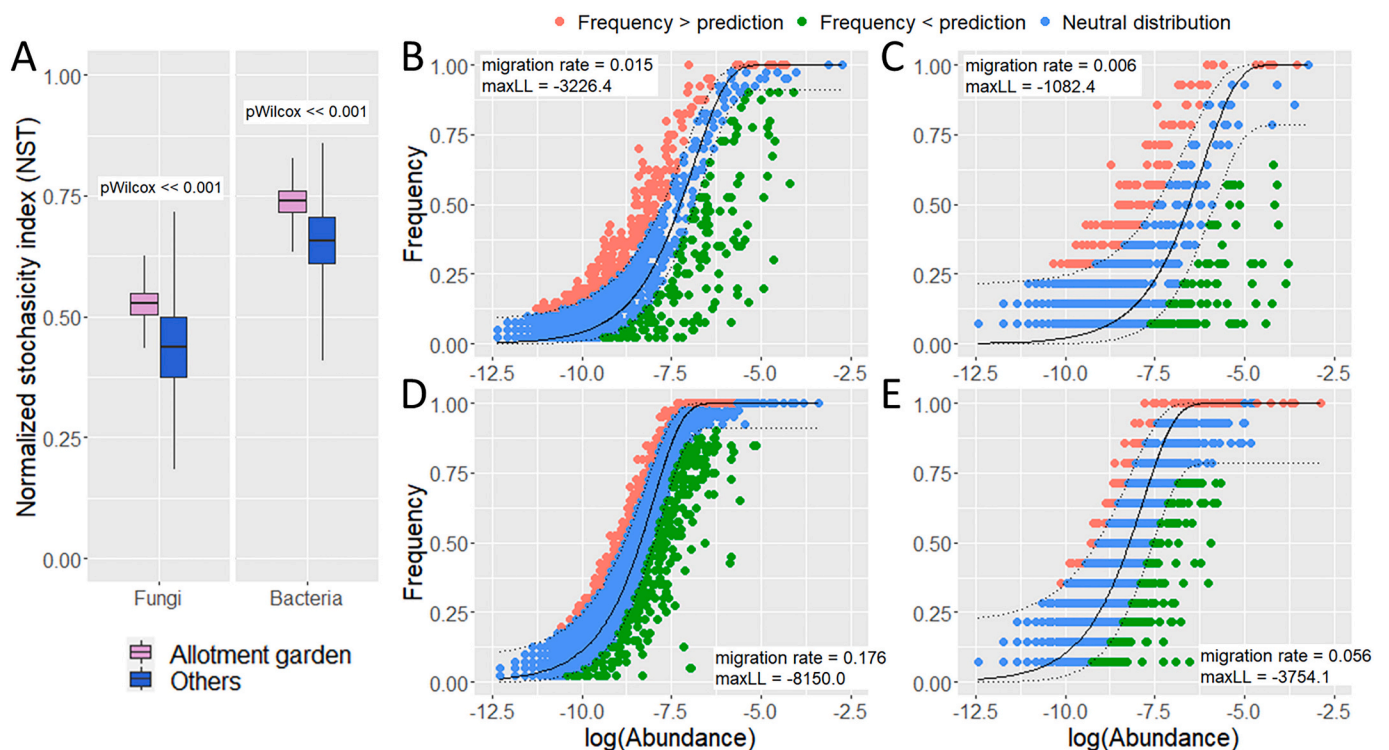 Frequency > prediction Frequency < prediction Neutral distribution
A
Normalized stochasicity index (NST)
1.00
0.75
0.50
0.25
0.00
pWilcox << 0.001
pWilcox << 0.001
Fungi Bacteria
Allotment garden
Others
B
migration rate = 0.015
maxLL = -3226.4
Frequency
1.00
0.75
0.50
0.25
0.00
-12.5 -10.0 -7.5 -5.0 -2.5
C
migration rate = 0.006
maxLL = -1082.4
1.00
0.75
0.50
0.25
0.00
-12.5 -10.0 -7.5 -5.0 -2.5
D
Frequency
1.00
0.75
0.50
0.25
0.00
migration rate = 0.176
maxLL = -8150.0
-12.5 -10.0 -7.5 -5.0 -2.5
log(Abundance)
E
1.00
0.75
0.50
0.25
0.00
migration rate = 0.056
maxLL = -3754.1
-12.5 -10.0 -7.5 -5.0 -2.5
log(Abundance)